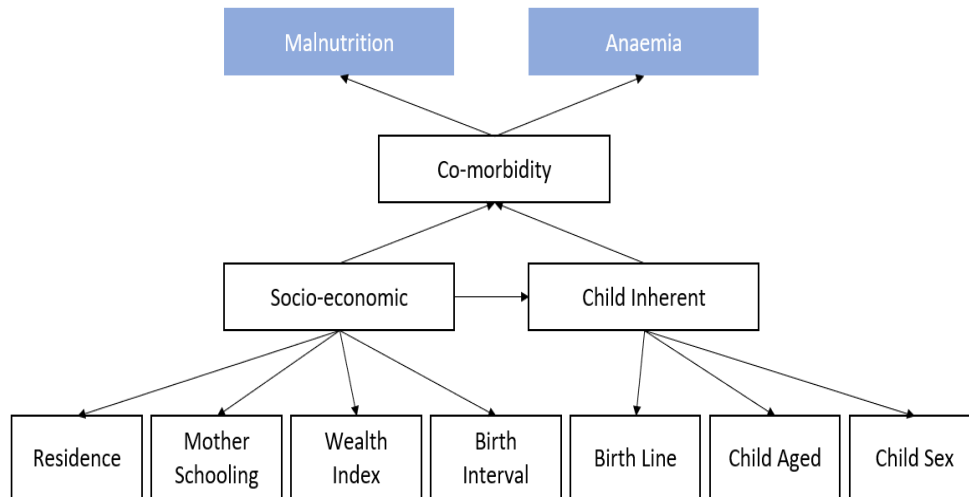 Malnutrition
Anaemia
Co-morbidity
Socio-economic
Child Inherent
Residence
Mother
Schooling
Wealth
Index
Birth
Interval
Birth Line
Child Aged
Child Sex